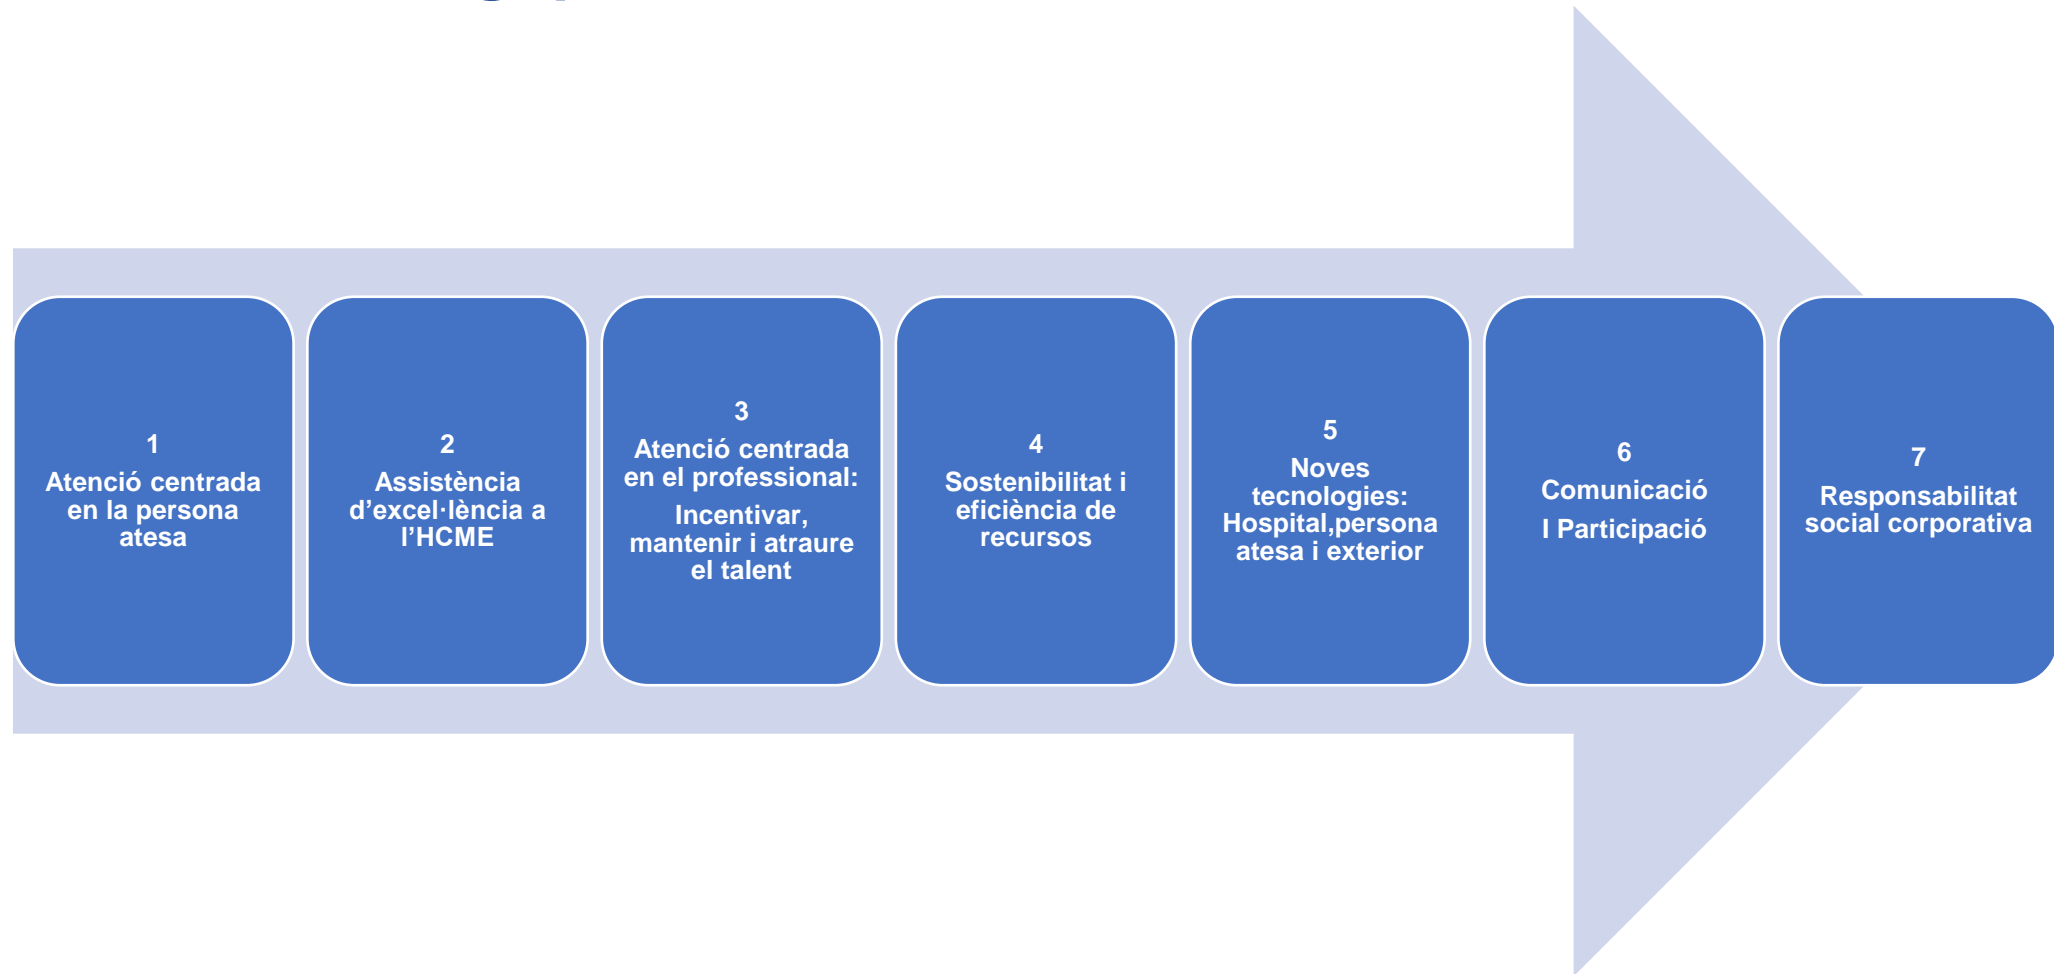 1
Atenció centrada
en la persona
atesa
2
Assistència
d’excel·lència a
l’HCME
3
Atenció centrada
en el professional:
Incentivar,
mantenir i atraure
el talent
4
Sostenibilitat i
eficiència de
recursos
5
Noves
tecnologies:
Hospital,persona
atesa i exterior
6
Comunicació
I Participació
7
Responsabilitat
social corporativa